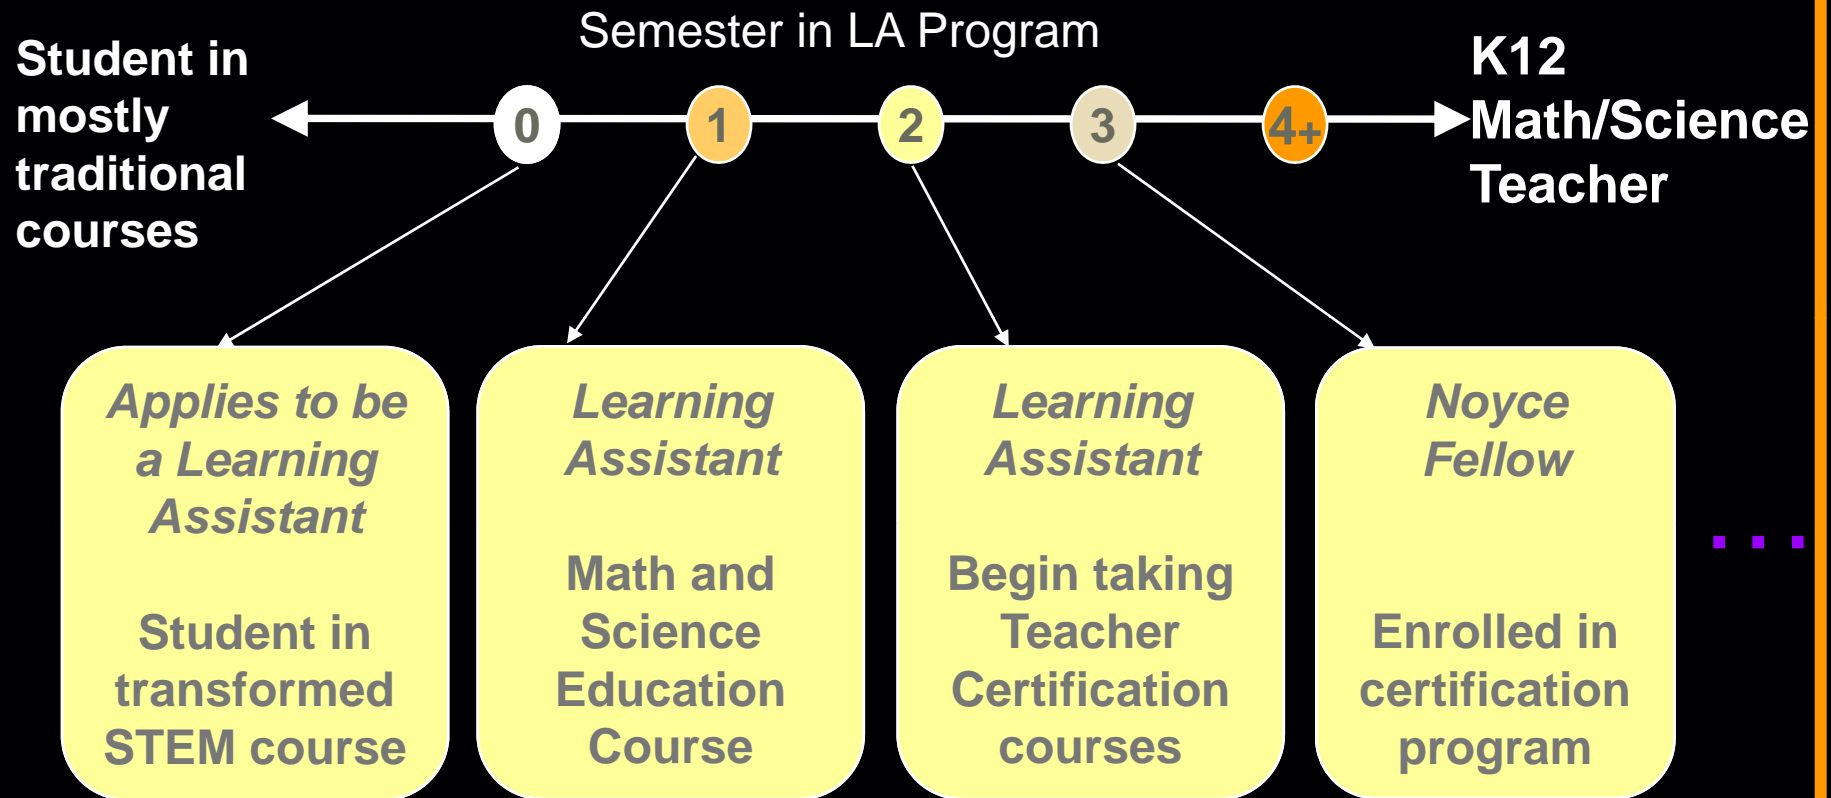 Semester in LA Program
Student in
mostly
traditional
courses
0
1
2
3
4+
K12
Math/Science
Teacher
Applies to be
a Learning
Assistant
Student in
transformed
STEM course
Learning
Assistant
Math and
Science
Education
Course
Learning
Assistant
Begin taking
Teacher
Certification
courses
Noyce
Fellow
Enrolled in
certification
program
...